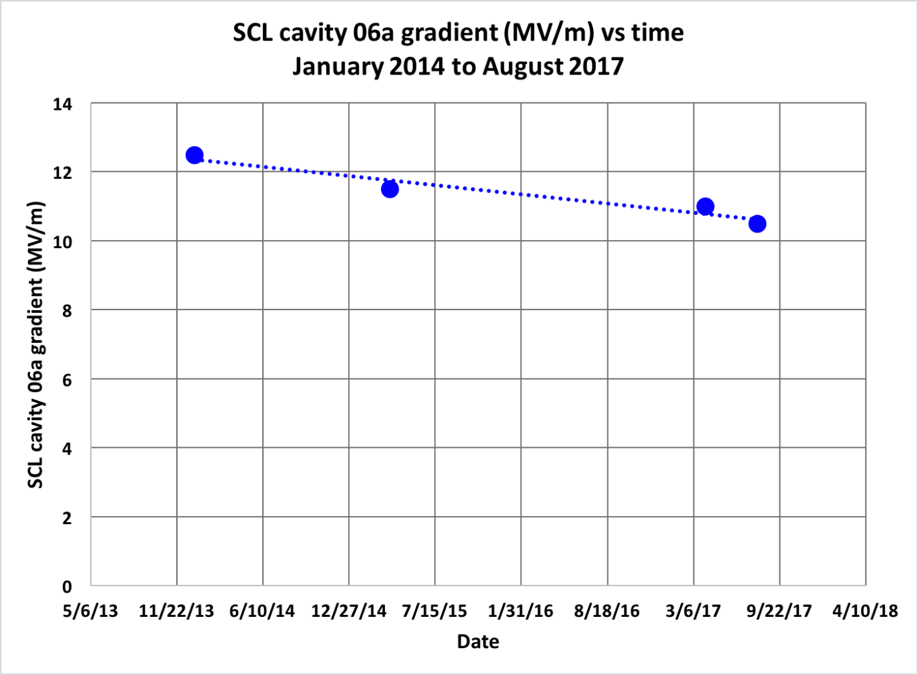 SCL cavity 06a gradient (MV/m) vs time
January 2014 to August 2017
SCL cavity 06a gradient (MV/m)
14
12
10
8
6
4
2
0
5/6/13 11/22/13 6/10/14 12/27/14 7/15/15 1/31/16 8/18/16 3/6/17 9/22/17 4/10/18
Date